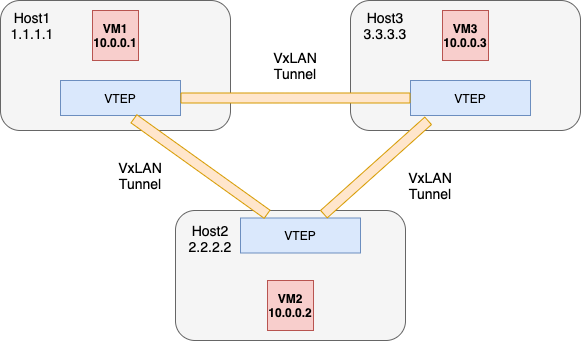 Host1
1.1.1.1
VM1
10.0.0.1
VTEP
VxLAN
Tunnel
Host3
3.3.3.3
VM3
10.0.0.3
VTEP
VxLAN
Tunnel
VxLAN
Tunnel
Host2
2.2.2.2
VTEP
VM2
10.0.0.2